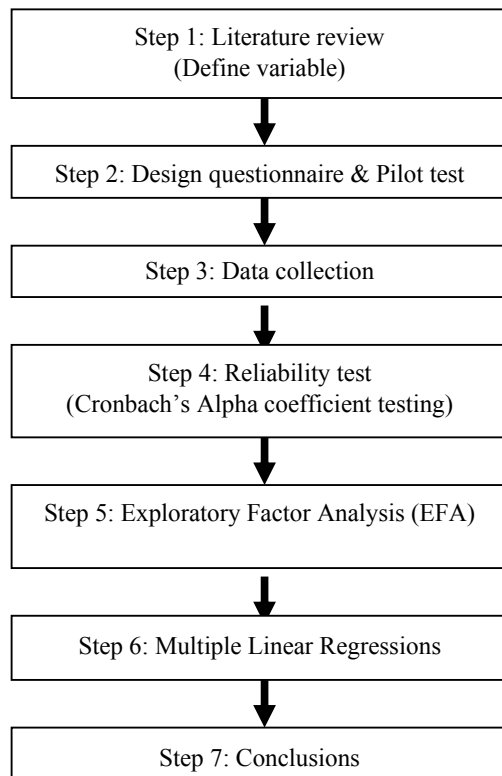 Step 1: Literature review
(Define variable)
Step 2: Design questionnaire & Pilot test
Step 3: Data collection
Step 4: Reliability test
(Cronbach’s Alpha coefficient testing)
Step 5: Exploratory Factor Analysis (EFA)
Step 6: Multiple Linear Regressions
Step 7: Conclusions